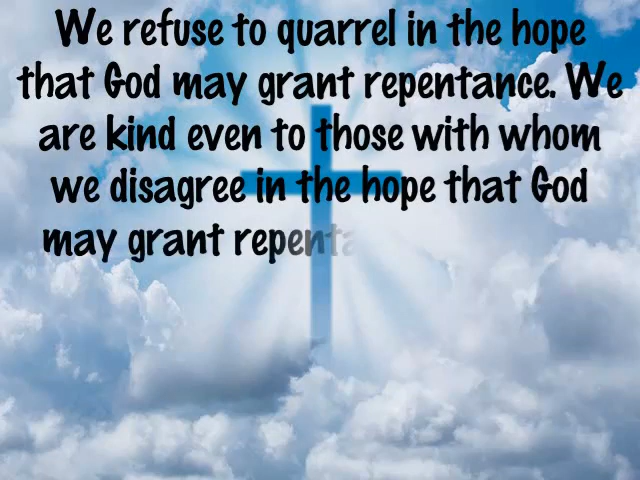 We refuse to quarrel in the hope
that God may grant repentance. We
are kind even to those with whom
we disagree in the hope that God
may grant repenta